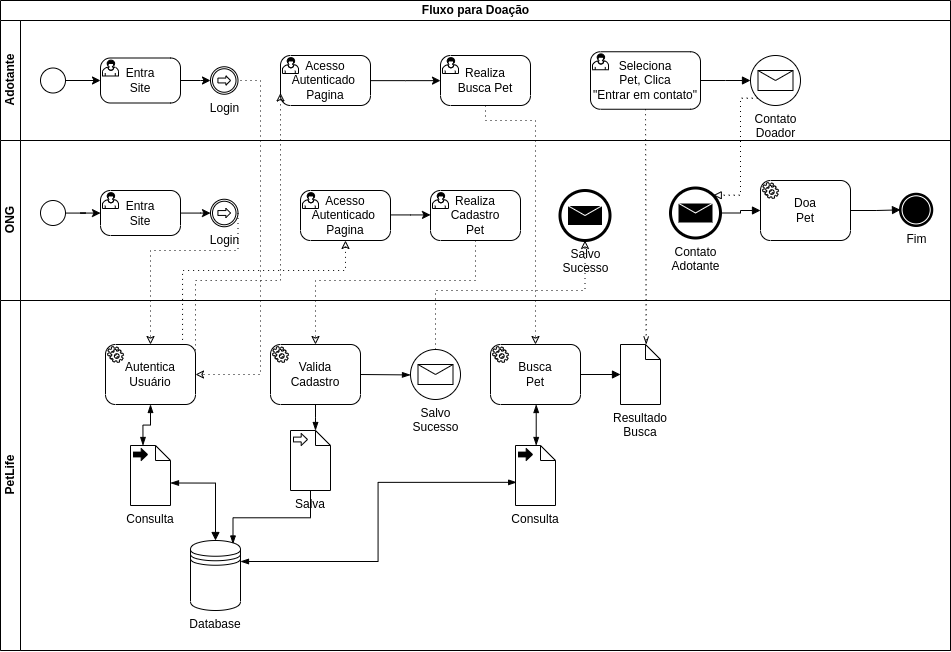 Fluxo para Doação
Adotante
Entra
Site
Login
Acesso
Autenticado
Pagina
Realiza
Busca Pet
Seleciona
Pet, Clica
"Entrar em contato"
Contato
Doador
ONG
Entra
Site
Login
Acesso
Autenticado
Pagina
Realiza
Cadastro
Pet
Salvo
Sucesso
Contato
Adotante
Doa
Pet
Fim
PetLife
Autentica
Usuário
Valida
Cadastro
Salvo
Sucesso
Busca
Pet
Resultado
Busca
Consulta
Salva
Consulta
Database